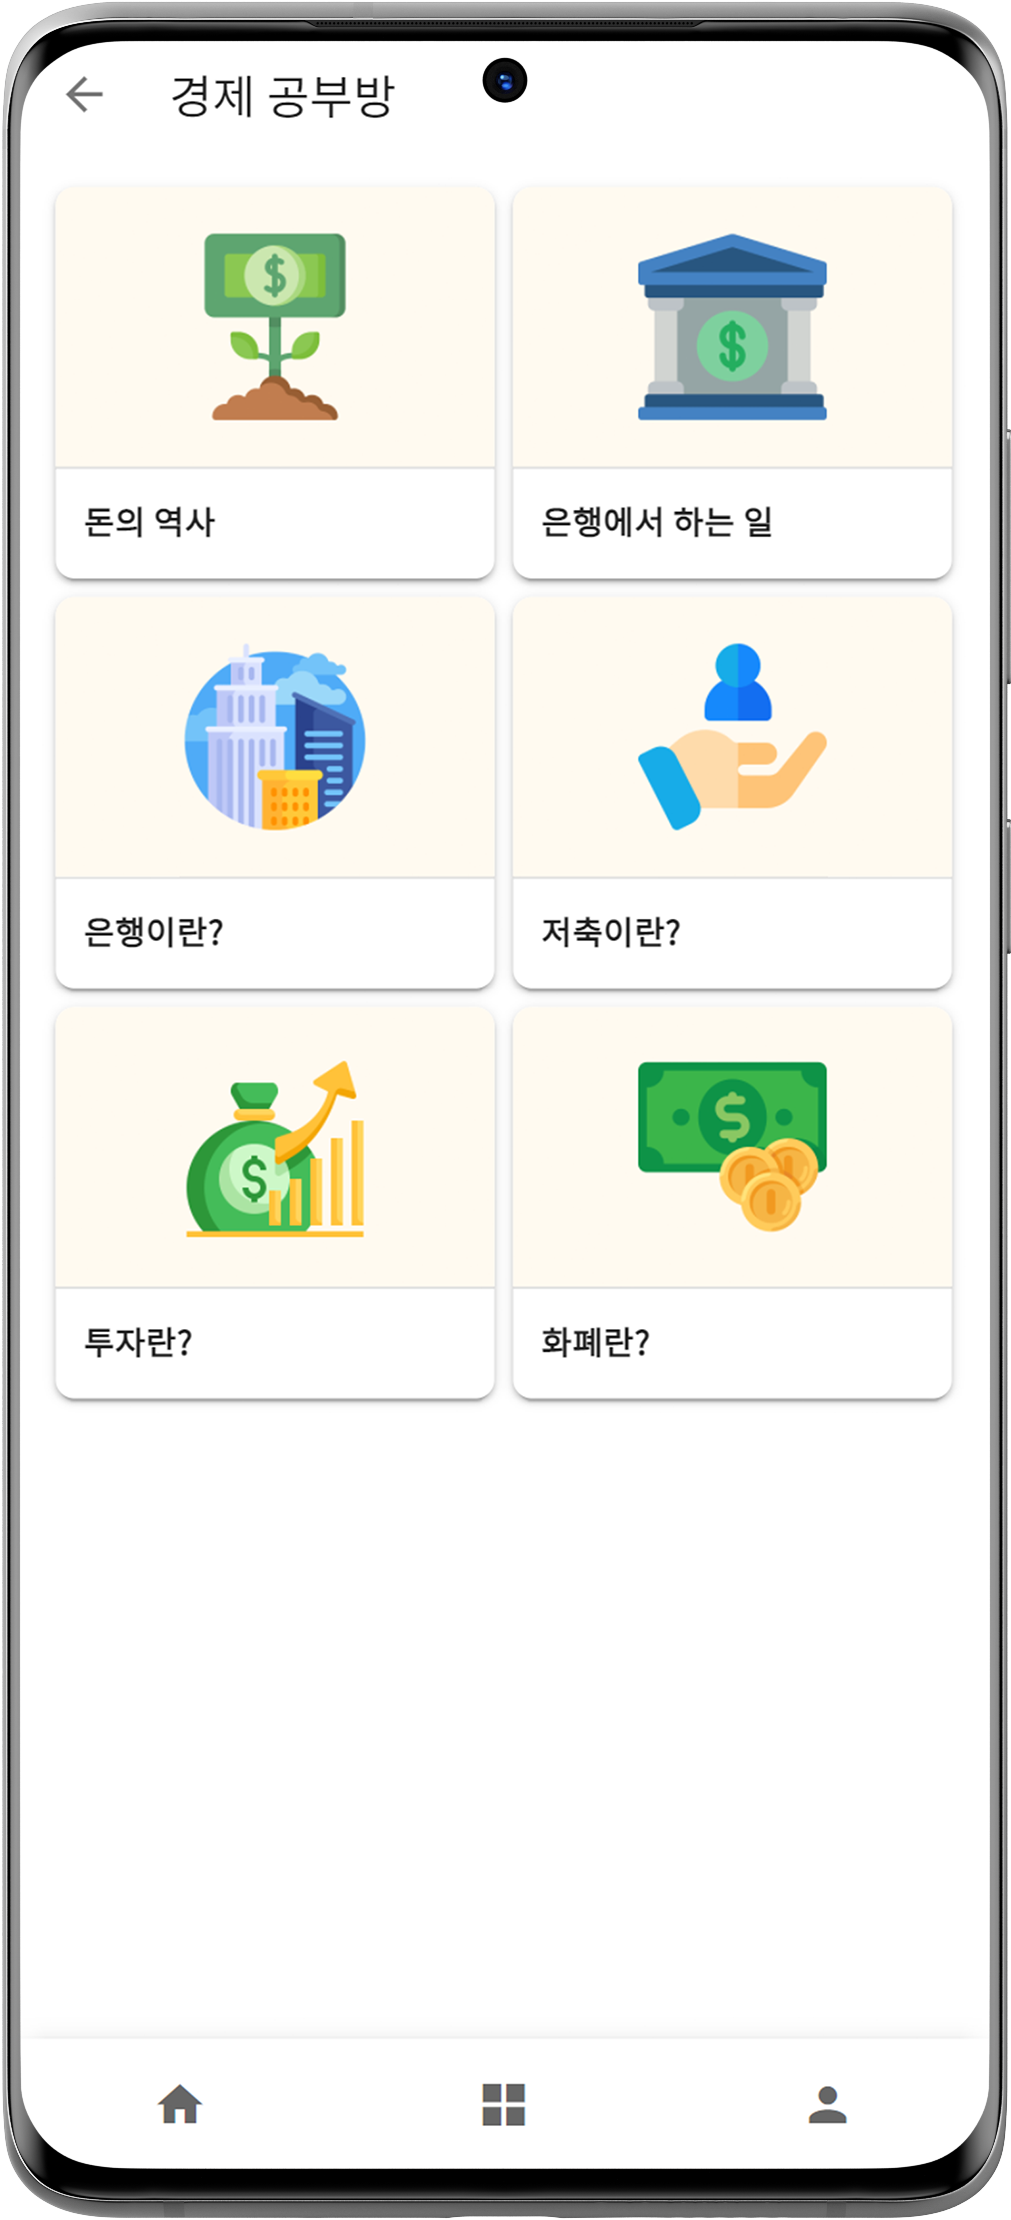 경제 공부방
돈의 역사
은행에서 하는 일
은행이란?
저축이란?
투자란?
화폐란?